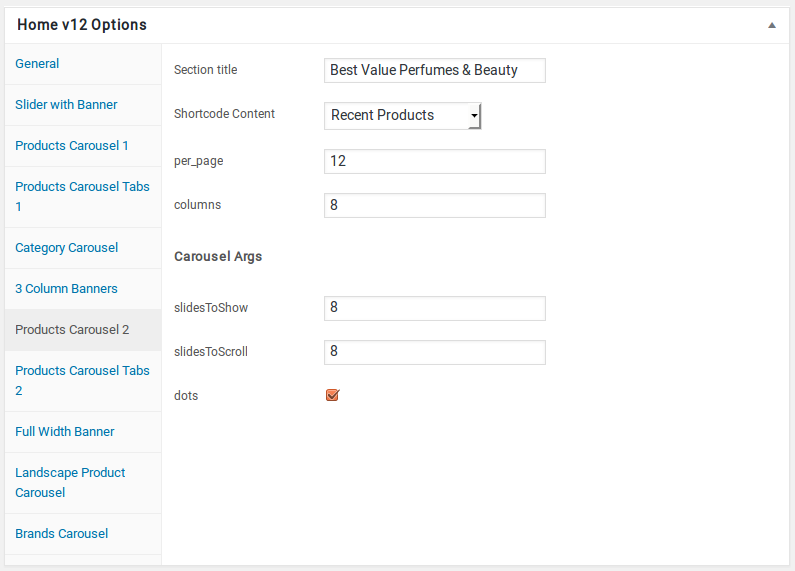 Home v12 Options
General
Slider with Banner
Products Carousel 1
Products Carousel Tabs
1
Category Carousel
3 Column Banners
Products Carousel 2
Products Carousel Tabs
2
Full Width Banner
Landscape Product
Carousel
Brands Carousel
Section title Best Value Perfumes & Beauty
Shortcode Content Recent Products
per_page 12
columns 8
Carousel Args
slidesToShow 8
slidesToScroll 8
dots